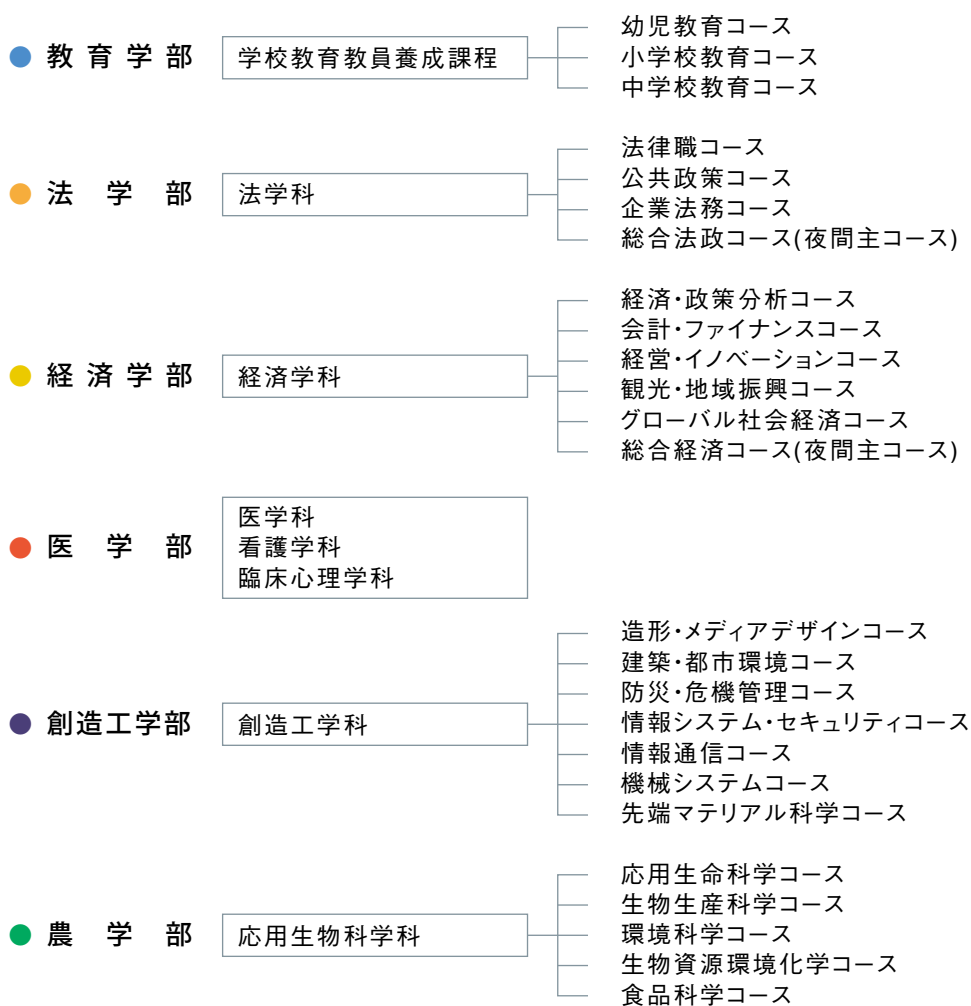 教育学部
学校教育教員養成課程
幼児教育コース
小学校教育コース
中学校教育コース
法学部
法学科
法律職コース
公共政策コース
企業法務コース
総合法政コース(夜間主コース)
経済学部
経済学科
経済・政策分析コース
会計・ファイナンスコース
経営・イノベーションコース
観光・地域振興コース
グローバル社会経済コース
総合経済コース(夜間主コース)
医学部
医学科
看護学科
臨床心理学科
創造工学部
創造工学科
造形・メディアデザインコース
建築・都市環境コース
防災・危機管理コース
情報システム・セキュリティコース
情報通信コース
機械システムコース
先端マテリアル科学コース
農学部
応用生物科学科
応用生命科学コース
生物生産科学コース
環境科学コース
生物資源環境化学コース
食品科学コース